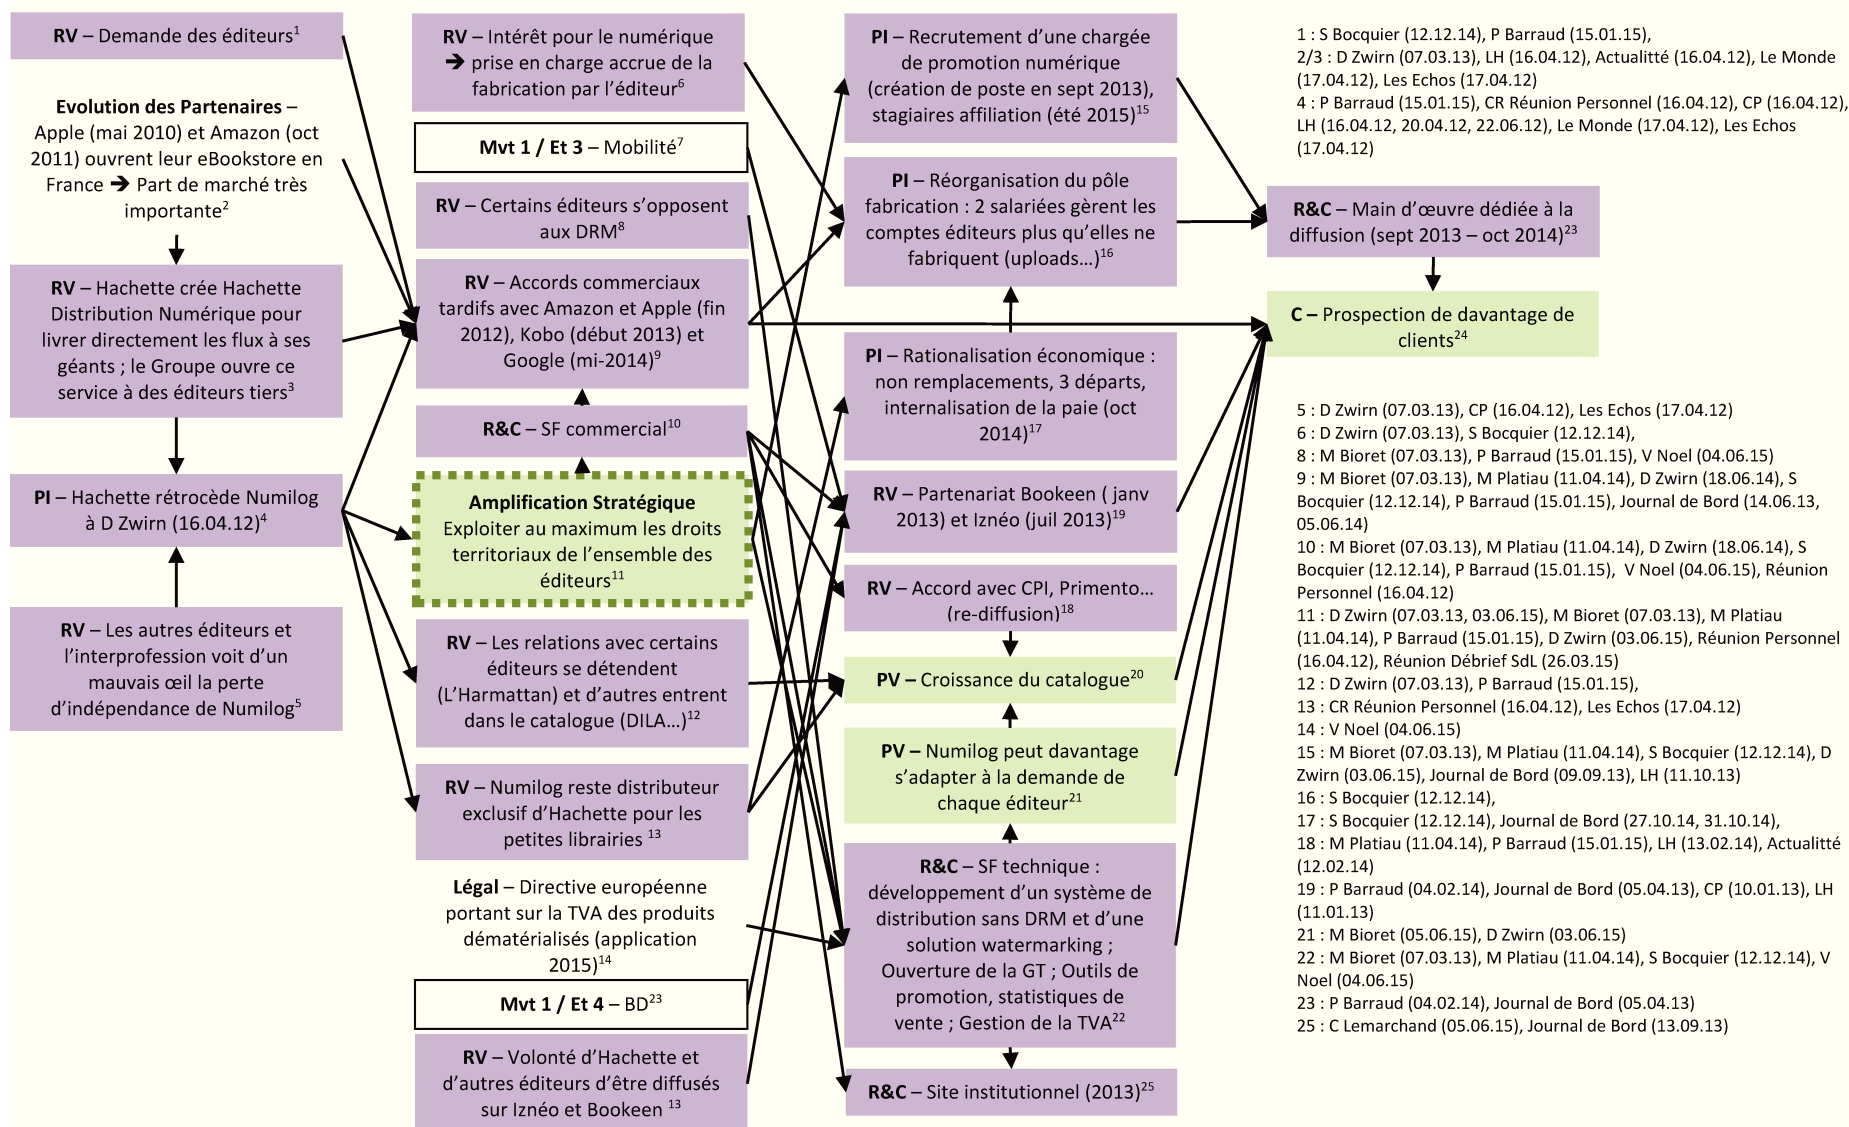 RV – Demande des éditeurs1
Evolution des Partenaires –
Apple (mai 2010) et Amazon (oct
2011) ouvrent leur eBookstore en
France ➔ Part de marché très
importante2
RV – Hachette crée Hachette
Distribution Numérique pour
livrer directement les flux à ses
géants ; le Groupe ouvre ce
service à des éditeurs tiers3
PI – Hachette rétrocède Numilog
à D Zwirn (16.04.12)4
RV – Les autres éditeurs et
l’interprofession voit d’un
mauvais œil la perte
d’indépendance de Numilog5
RV – Intérêt pour le numérique
➔ prise en charge accrue de la
fabrication par l’éditeur6
Mvt 1 / Et 3 – Mobilité7
RV – Certains éditeurs s’opposent
aux DRM8
RV – Accords commerciaux
tardifs avec Amazon et Apple (fin
2012), Kobo (début 2013) et
Google (mi-2014)9
R&C – SF commercial10
Amplification Stratégique
Exploiter au maximum les droits
territoriaux de l’ensemble des
éditeurs11
RV – Les relations avec certains
éditeurs se détendent
(L’Harmattan) et d’autres entrent
dans le catalogue (DILA…)12
RV – Numilog reste distributeur
exclusif d’Hachette pour les
petites librairies 13
Légal – Directive européenne
portant sur la TVA des produits
dématérialisés (application
2015)14
Mvt 1 / Et 4 – BD23
RV – Volonté d’Hachette et
d’autres éditeurs d’être diffusés
sur Iznéo et Bookeen 13
PI – Recrutement d’une chargée
de promotion numérique
(création de poste en sept 2013),
stagiaires affiliation (été 2015)15
PI – Réorganisation du pôle
fabrication : 2 salariées gèrent les
comptes éditeurs plus qu’elles ne
fabriquent (uploads…)16
PI – Rationalisation économique :
non remplacements, 3 départs,
internalisation de la paie (oct
2014)17
RV – Partenariat Bookeen ( janv
2013) et Iznéo (juil 2013)19
RV – Accord avec CPI, Primento…
(re-diffusion)18
PV – Croissance du catalogue20
PV – Numilog peut davantage
s’adapter à la demande de
chaque éditeur21
R&C – SF technique :
développement d’un système de
distribution sans DRM et d’une
solution watermarking ;
Ouverture de la GT ; Outils de
promotion, statistiques de
vente ; Gestion de la TVA22
R&C – Site institutionnel (2013)25
R&C – Main d’œuvre dédiée à la
diffusion (sept 2013 – oct 2014)23
C – Prospection de davantage de
clients24
1 : S Bocquier (12.12.14), P Barraud (15.01.15),
2/3 : D Zwirn (07.03.13), LH (16.04.12), Actualitté (16.04.12), Le Monde
(17.04.12), Les Echos (17.04.12)
4 : P Barraud (15.01.15), CR Réunion Personnel (16.04.12), CP (16.04.12),
LH (16.04.12, 20.04.12, 22.06.12), Le Monde (17.04.12), Les Echos
(17.04.12)
5 : D Zwirn (07.03.13), CP (16.04.12), Les Echos (17.04.12)
6 : D Zwirn (07.03.13), S Bocquier (12.12.14),
8 : M Bioret (07.03.13), P Barraud (15.01.15), V Noel (04.06.15)
9 : M Bioret (07.03.13), M Platiau (11.04.14), D Zwirn (18.06.14), S
Bocquier (12.12.14), P Barraud (15.01.15), Journal de Bord (14.06.13,
05.06.14)
10 : M Bioret (07.03.13), M Platiau (11.04.14), D Zwirn (18.06.14), S
Bocquier (12.12.14), P Barraud (15.01.15), V Noel (04.06.15), Réunion
Personnel (16.04.12)
11 : D Zwirn (07.03.13, 03.06.15), M Bioret (07.03.13), M Platiau
(11.04.14), P Barraud (15.01.15), D Zwirn (03.06.15), Réunion Personnel
(16.04.12), Réunion Débrief SdL (26.03.15)
12 : D Zwirn (07.03.13), P Barraud (15.01.15),
13 : CR Réunion Personnel (16.04.12), Les Echos (17.04.12)
14 : V Noel (04.06.15)
15 : M Bioret (07.03.13), M Platiau (11.04.14), S Bocquier (12.12.14), D
Zwirn (03.06.15), Journal de Bord (09.09.13), LH (11.10.13)
16 : S Bocquier (12.12.14),
17 : S Bocquier (12.12.14), Journal de Bord (27.10.14, 31.10.14),
18 : M Platiau (11.04.14), P Barraud (15.01.15), LH (13.02.14), Actualitté
(12.02.14)
19 : P Barraud (04.02.14), Journal de Bord (05.04.13), CP (10.01.13), LH
(11.01.13)
21 : M Bioret (05.06.15), D Zwirn (03.06.15)
22 : M Bioret (07.03.13), M Platiau (11.04.14), S Bocquier (12.12.14), V
Noel (04.06.15)
23 : P Barraud (04.02.14), Journal de Bord (05.04.13)
25 : C Lemarchand (05.06.15), Journal de Bord (13.09.13)